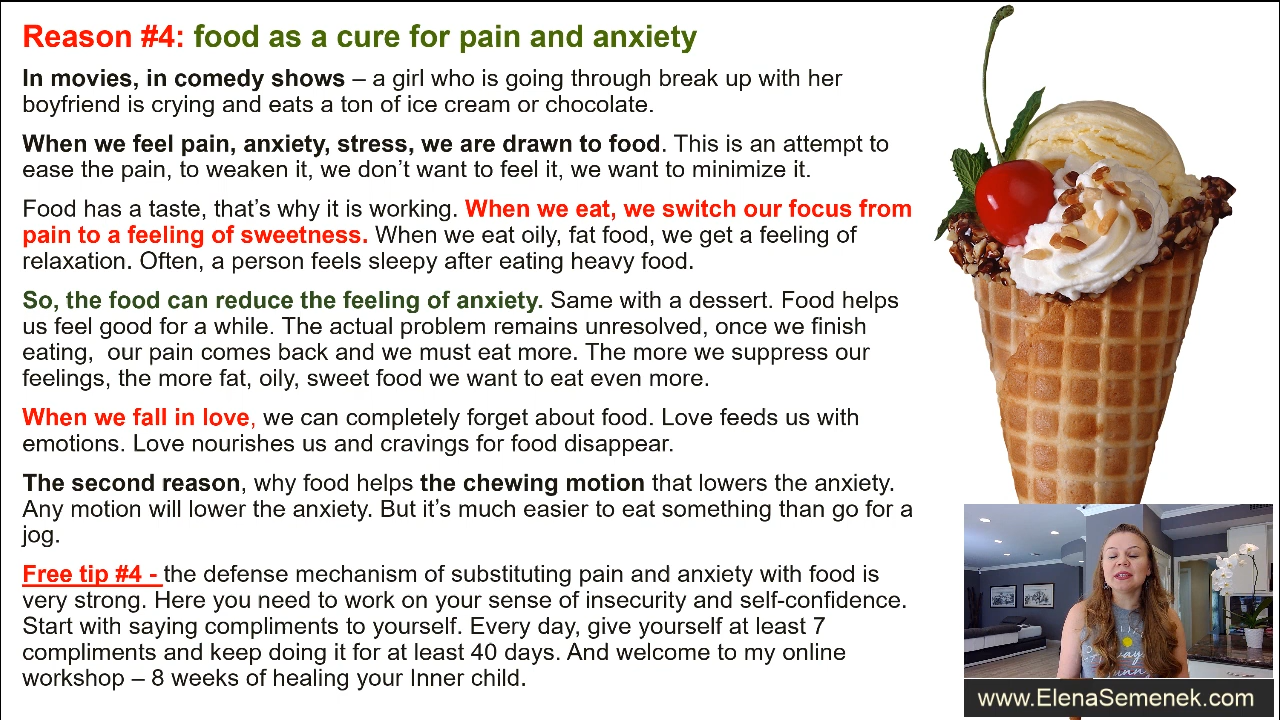 Reason #4: food as a cure for pain and anxiety
In movies, in comedy shows – a girl who is going through break up with her
boyfriend is crying and eats a ton of ice cream or chocolate.
When we feel pain, anxiety, stress, we are drawn to food. This is an attempt to
ease the pain, to weaken it, we don’t want to feel it, we want to minimize it.
Food has a taste, that’s why it is working. When we eat, we switch our focus from
pain to a feeling of sweetness. When we eat oily, fat food, we get a feeling of
relaxation. Often, a person feels sleepy after eating heavy food.
So, the food can reduce the feeling of anxiety. Same with a dessert. Food helps
us feel good for a while. The actual problem remains unresolved, once we finish
eating,  our pain comes back and we must eat more. The more we suppress our
feelings, the more fat, oily, sweet food we want to eat even more.
When we fall in love, we can completely forget about food. Love feeds us with
emotions. Love nourishes us and cravings for food disappear.
The second reason, why food helps the chewing motion that lowers the anxiety.
Any motion will lower the anxiety. But it’s much easier to eat something than go for a
jog.
Free tip #4 - the defense mechanism of substituting pain and anxiety with food is
very strong. Here you need to work on your sense of insecurity and self-confidence.
Start with saying compliments to yourself. Every day, give yourself at least 7
compliments and keep doing it for at least 40 days. And welcome to my online
workshop – 8 weeks of healing your Inner child.
www.ElenaSemenek.com